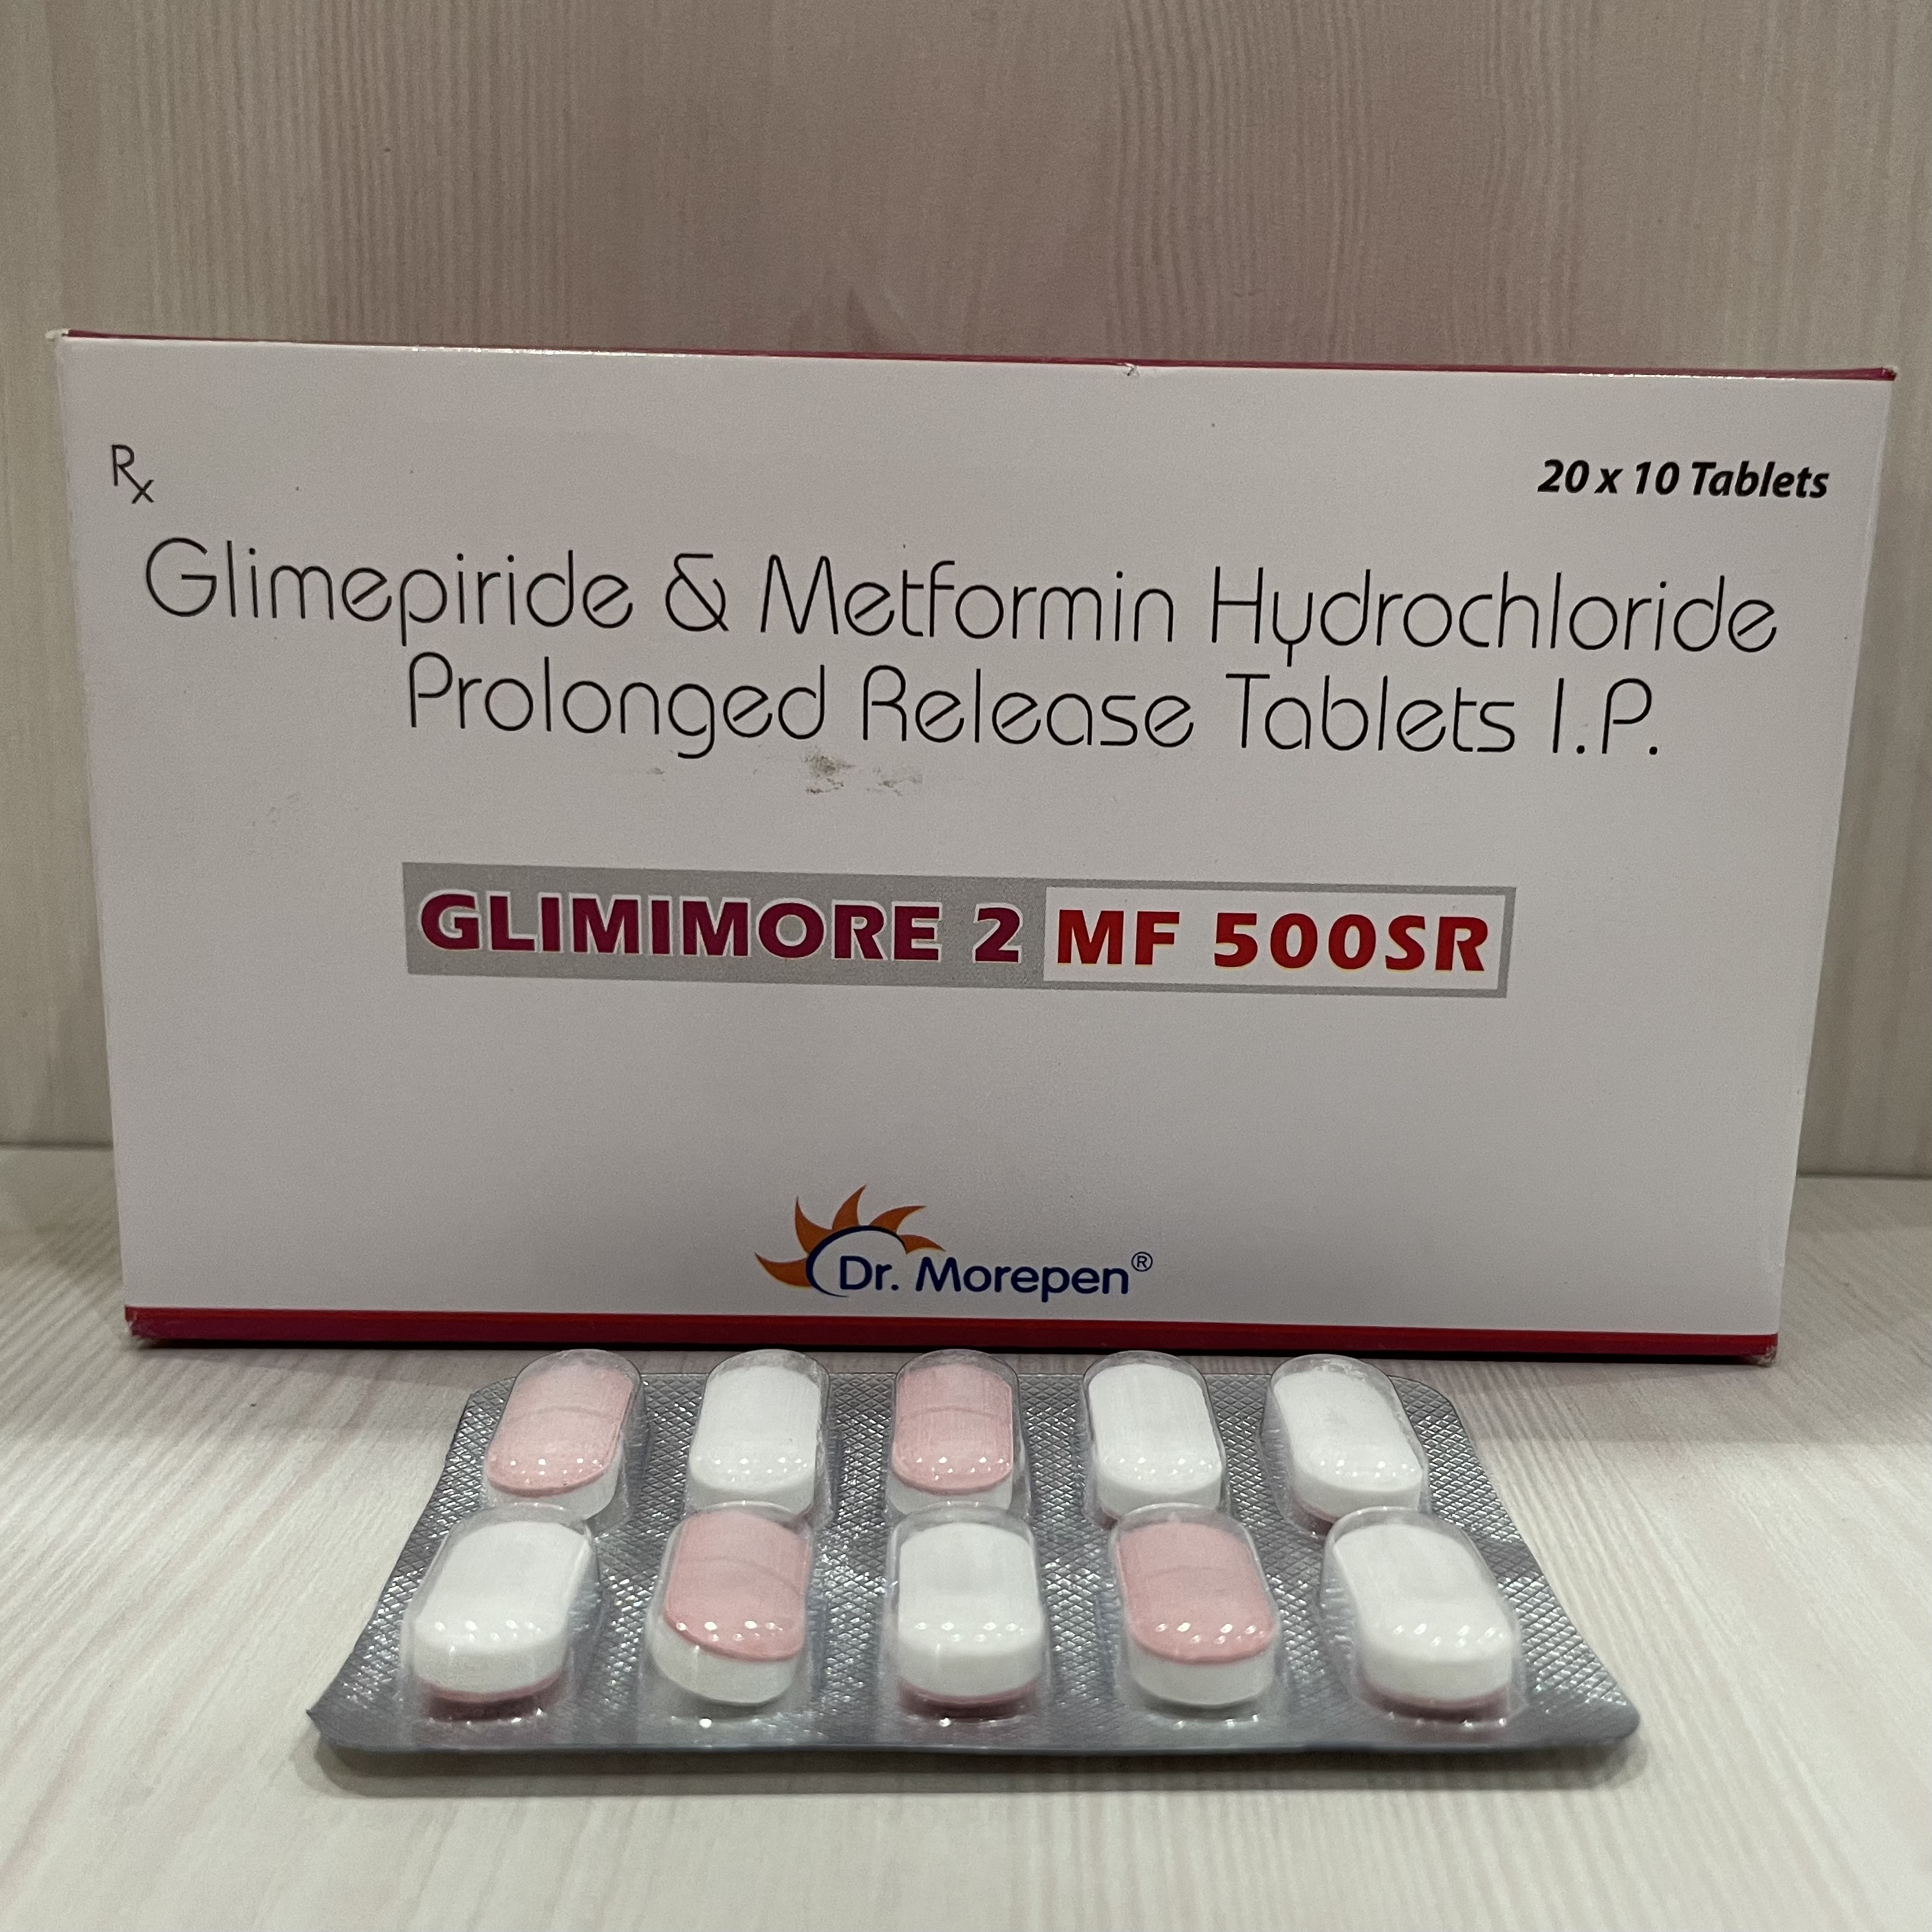 Rx
20 x 10 Tablets
Glimepiride & Metformin Hydrochloride
Prolonged Release Tablets I.P.
GLIMIMORE 2 MF 500SR
Dr. Morepen®